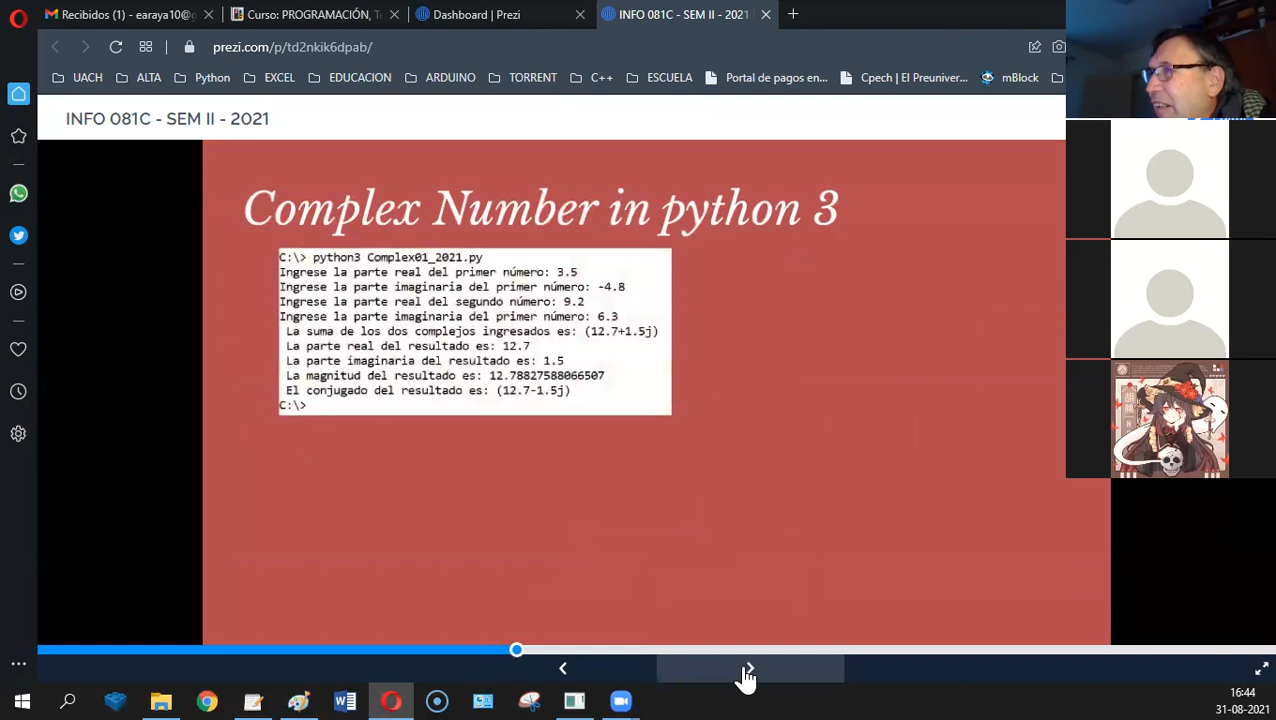 Recibidos (1) - earaya10@g
Curso: PROGRAMACIÓN, T
Dashboard | Prezi
INFO 081C - SEM II - 2021
prezi.com/p/td2nkik6dpab/
UACH
ALTA
Python
EXCEL
EDUCACION
ARDUINO
TORRENT
C++
ESCUELA
Portal de pagos en...
Cpech | El Preuniver...
mBlock
INFO 081C - SEM II - 2021
Complex Number in python 3
C:\> python3 Complex01_2021.py
Ingrese la parte real del primer número: 3.5
Ingrese la parte imaginaria del primer número: -4.8
Ingrese la parte real del segundo número: 9.2
Ingrese la parte imaginaria del primer número: 6.3
La suma de los dos complejos ingresados es: (12.7+1.5j)
La parte real del resultado es: 12.7
La parte imaginaria del resultado es: 1.5
La magnitud del resultado es: 12.78827588066507
El conjugado del resultado es: (12.7-1.5j)
C:\>
16:44
31-08-2021